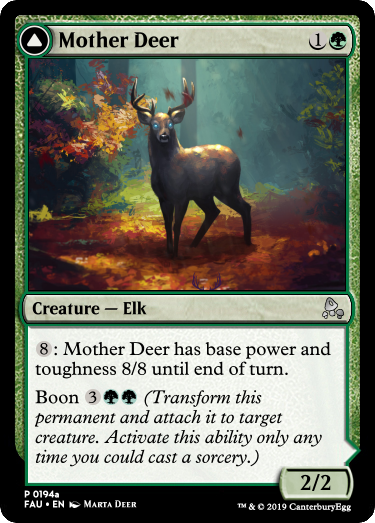 Mother Deer 1
Creature — Elk
8: Mother Deer has base power and
toughness 8/8 until end of turn.
Boon 3 (Transform this
permanent and attach it to target
creature. Activate this ability only any
time you could cast a sorcery.)
2/2
P 0194a
FAU • EN Marta Deer
™ & © 2019 CanterburyEgg